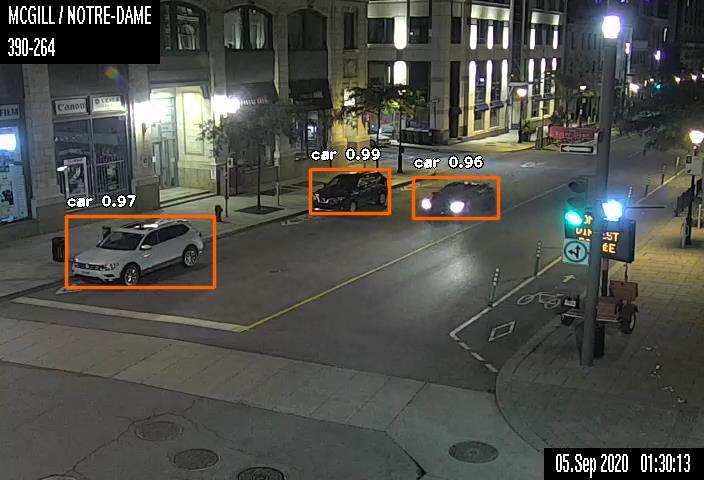 MCGILL / NOTRE-DAME
390-264
FILM
Canon
car 0.99
car 0.96
car 0.97
05.Sep 2020 01:30:13